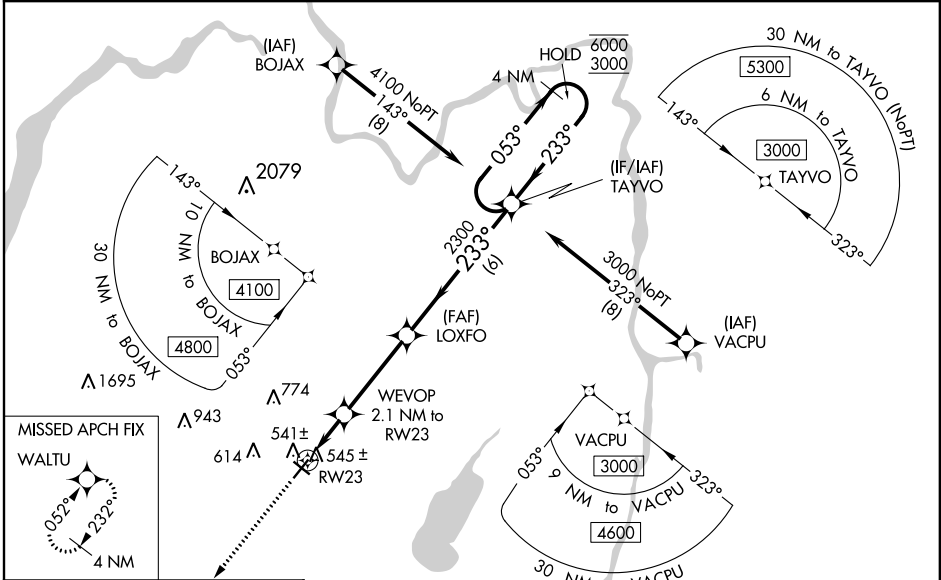 (IAF)
BOJAX
4100 NoPT
143°
(8)
HOLD
6000
3000
4 NM
053°
233°
(IF/IAF)
TAYVO
30 NM to TAYVO (NoPT)
5300
6 NM to TAYVO
3000
TAYVO
143°
323°
2079
143°
10 NM to BOJAX
BOJAX
4100
30 NM to BOJAX
4800
053°
2300
233°
(6)
3000 NoPT
323°
(8)
(IAF)
VACPU
(FAF)
LOXFO
1695
774
943
WEVOP
2.1 NM to
RW23
541±
614
545 ±
RW23
MISSED APCH FIX
WALTU
052°
232°
4 NM
VACPU
3000
053°
323°
9 NM to VACPU
4600
30 NM to VACPU